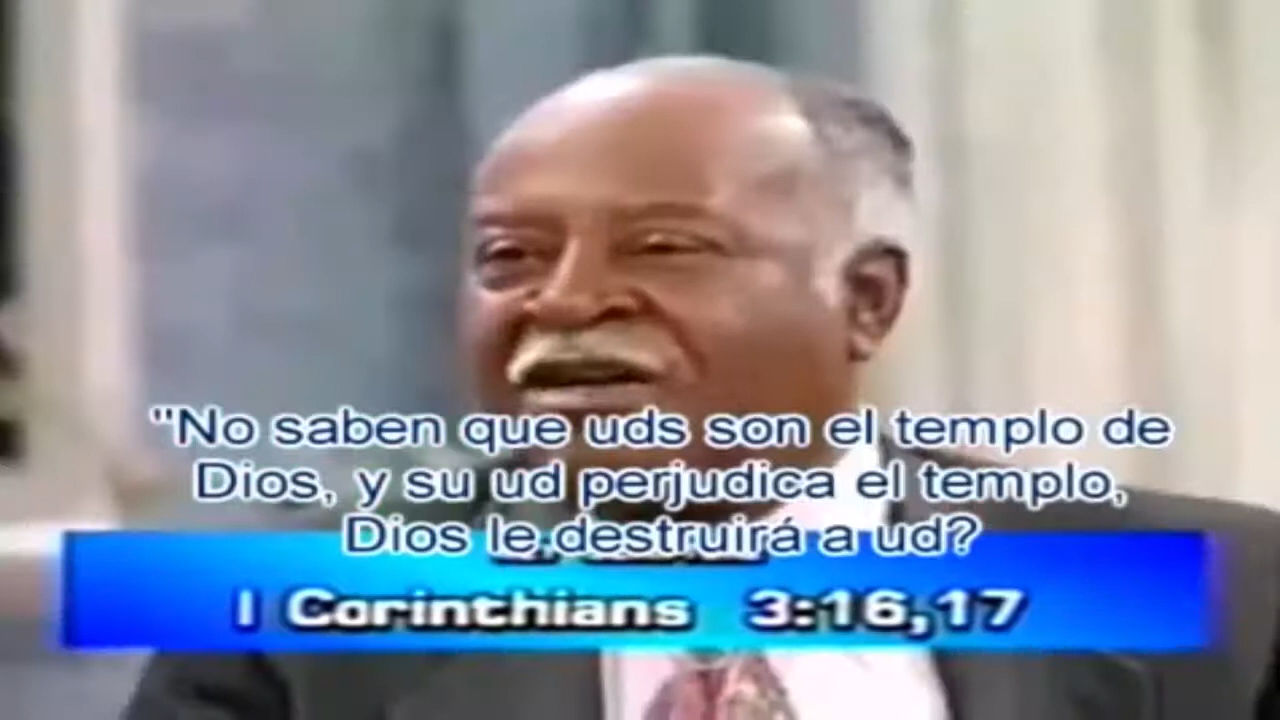 "No saben que uds son el templo de
Dios, y su ud perjudica el templo,
Dios le destruirá a ud?
I Corinthians 3:16,17